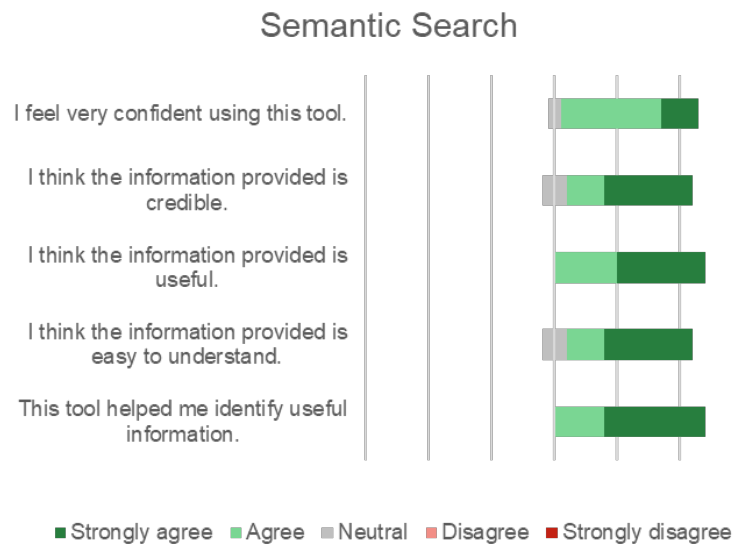 Semantic Search
I feel very confident using this tool.
I think the information provided is
credible.
I think the information provided is
useful.
I think the information provided is
easy to understand.
This tool helped me identify useful
information.
Strongly agree Agree Neutral Disagree Strongly disagree